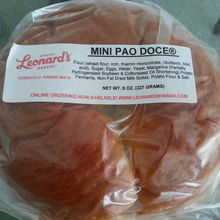 Leonard's
BAKERY
HONOLULU, HAWAII 96816
MINI PAO DOCE®
Flour (wheat flour, iron, thiamin mononitrate, riboflavin, folic
acid), Sugar, Eggs, Water, Yeast, Margarine (Partially
Hydrogenated Soybean & Cottonseed Oil Shortening), Potato
Ferments, Non-Fat Dried Milk Solids, Potato Flour & Salt.
NET WT. 8 OZ. (227 GRAMS)
ONLINE ORDERING NOW AVAILABLE! WWW.LEONARDSHAWAII.COM